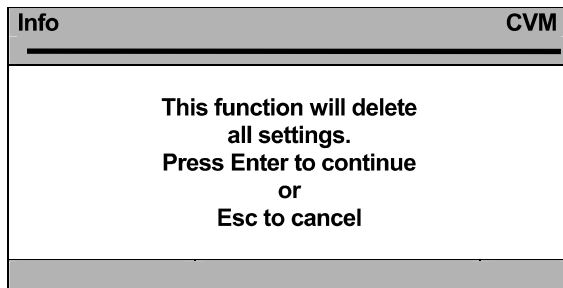 Info CVM
This function will delete
all settings.
Press Enter to continue
or
Esc to cancel